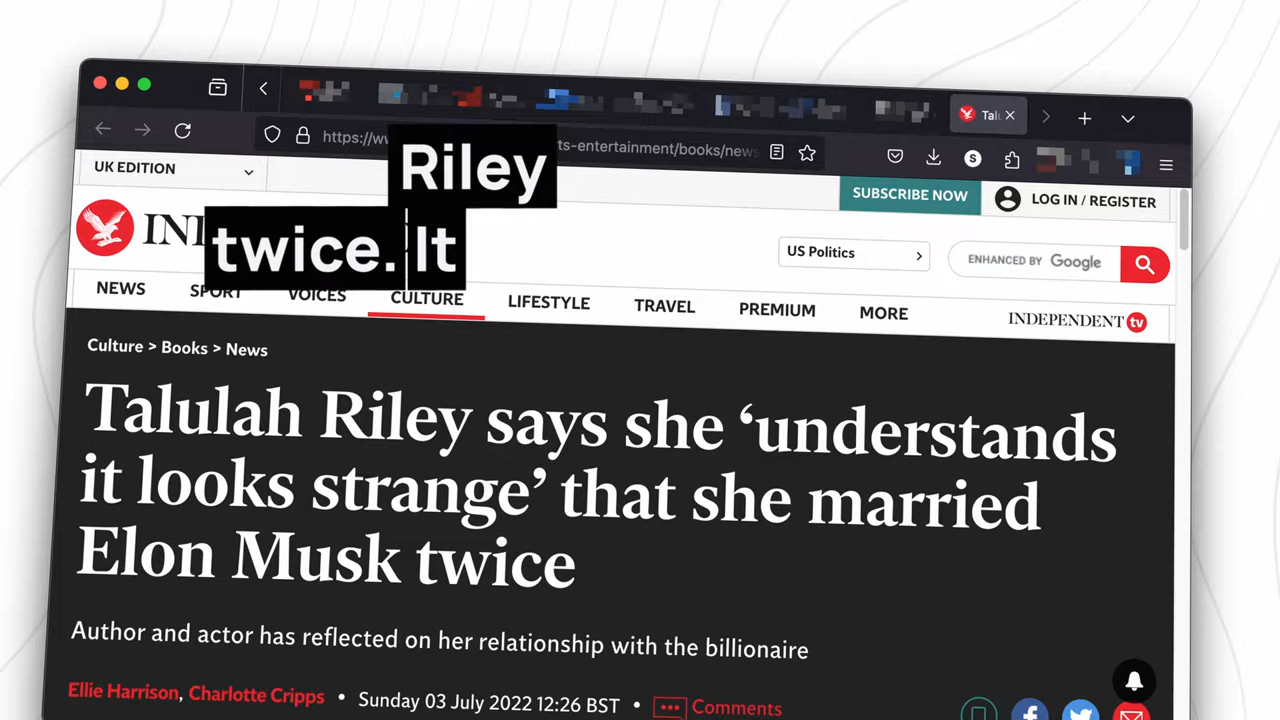 Talu
https://w
rts-entertainment/books/news
Riley
twice. It
UK EDITION
SUBSCRIBE NOW
LOG IN / REGISTER
US Politics
ENHANCED BY Google
NEWS SPORT VOICES CULTURE LIFESTYLE TRAVEL PREMIUM MORE INDEPENDENT tv
Culture > Books > News
Talulah Riley says she ‘understands
it looks strange’ that she married
Elon Musk twice
Author and actor has reflected on her relationship with the billionaire
Ellie Harrison, Charlotte Cripps • Sunday 03 July 2022 12:26 BST • Comments